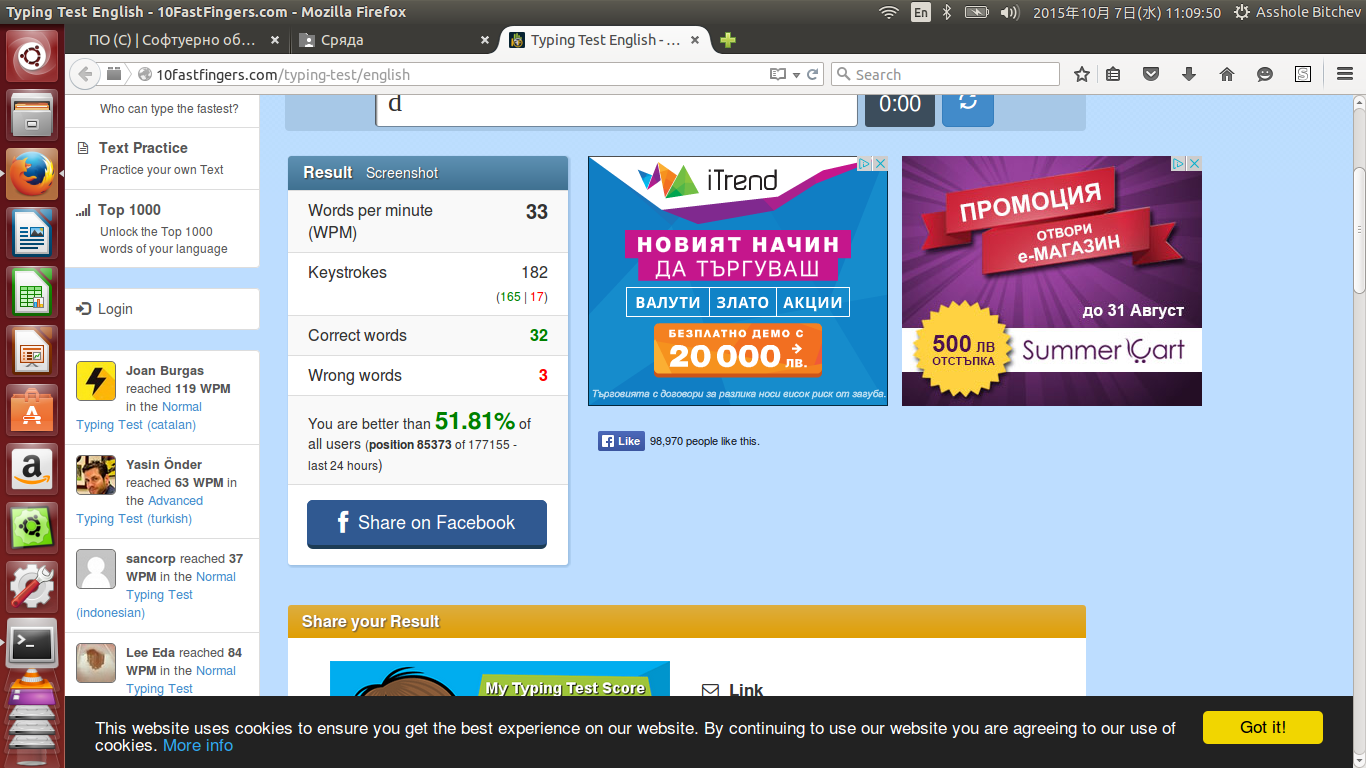 Typing Test English - 10FastFingers.com - Mozilla Firefox
En
2015年10月 7日(水) 11:09:50
Asshole Bitchev
ПО (C) | Софтуерно об...
Сряда
Typing Test English - ...
10fastfingers.com/typing-test/english
Search
Who can type the fastest?
Text Practice
Practice your own Text
Top 1000
Unlock the Top 1000
words of your language
Login
Joan Burgas
reached 119 WPM
in the Normal
Typing Test (catalan)
Yasin Önder
reached 63 WPM in
the Advanced
Typing Test (turkish)
sancorp reached 37
WPM in the Normal
Typing Test
(indonesian)
Lee Eda reached 84
WPM in the Normal
Typing Test
d
0:00
Result Screenshot
Words per minute
(WPM)
33
Keystrokes
182
(165 | 17)
Correct words
32
Wrong words
3
You are better than 51.81% of
all users (position 85373 of 177155 -
last 24 hours)
Share on Facebook
iTrend
НОВИЯТ НАЧИН
ДА ТЪРГУВАШ
ВАЛУТИ ЗЛАТО АКЦИИ
БЕЗПЛАТНО ДЕМО С
20 000 ЛВ.
Търговията с договори за разлика носи висок риск от загуба.
ПРОМОЦИЯ
ОТВОРИ
е-МАГАЗИН
до 31 Август
500 ЛВ
ОТСТЪПКА
Summer Cart
Like
98,970 people like this.
Share your Result
My Typing Test Score
Link
This website uses cookies to ensure you get the best experience on our website. By continuing to use our website you are agreeing to our use of
cookies. More info
Got it!